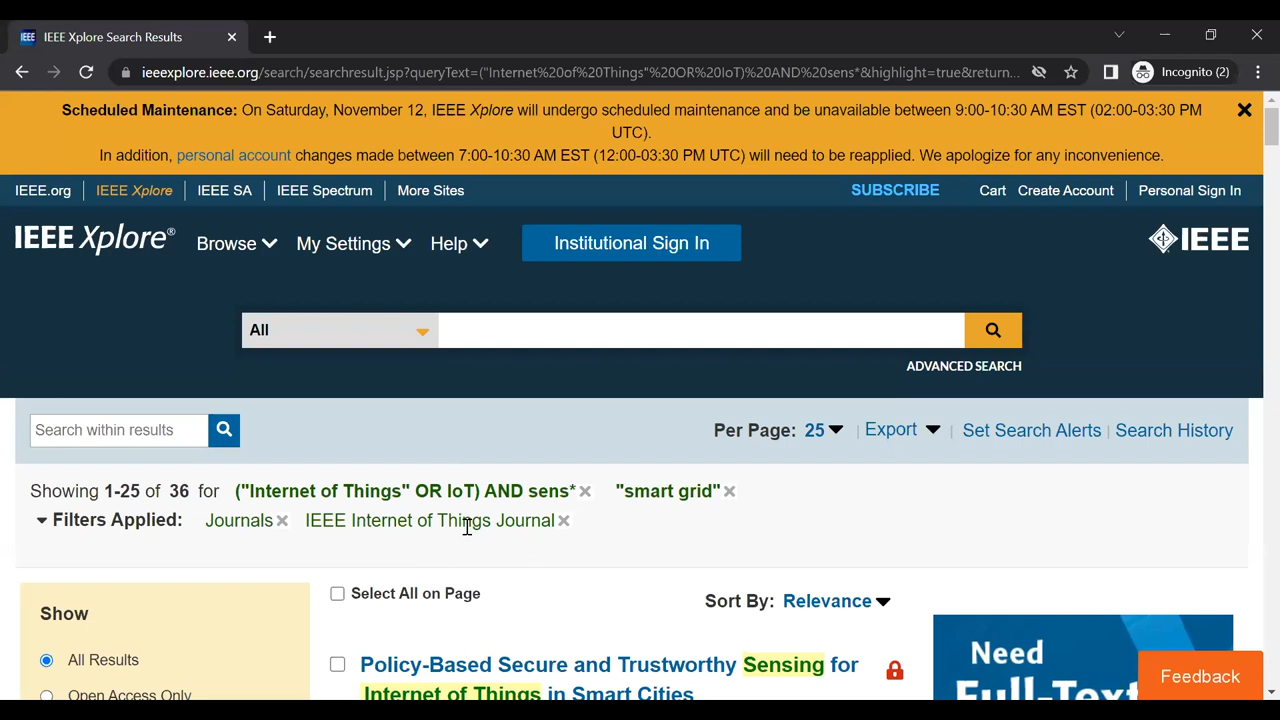 IEEE Xplore Search Results
ieeexplore.ieee.org/search/searchresult.jsp?queryText=("Internet%20of%20Things"%20OR%20IoT)%20AND%20sens*&highlight=true&return...
Incognito (2)
Scheduled Maintenance: On Saturday, November 12, IEEE Xplore will undergo scheduled maintenance and be unavailable between 9:00-10:30 AM EST (02:00-03:30 PM
UTC).
In addition, personal account changes made between 7:00-10:30 AM EST (12:00-03:30 PM UTC) will need to be reapplied. We apologize for any inconvenience.
IEEE.org IEEE Xplore IEEE SA IEEE Spectrum More Sites SUBSCRIBE Cart Create Account Personal Sign In
IEEE Xplore® Browse My Settings Help Institutional Sign In IEEE
All
ADVANCED SEARCH
Search within results Per Page: 25 Export Set Search Alerts Search History
Showing 1-25 of 36 for ("Internet of Things" OR IoT) AND sens* "smart grid"
Filters Applied: Journals IEEE Internet of Things Journal
Select All on Page Sort By: Relevance
Show
All Results
Open Access Only
Policy-Based Secure and Trustworthy Sensing for
Internet of Things in Smart Cities
Need
Full-Text
Feedback